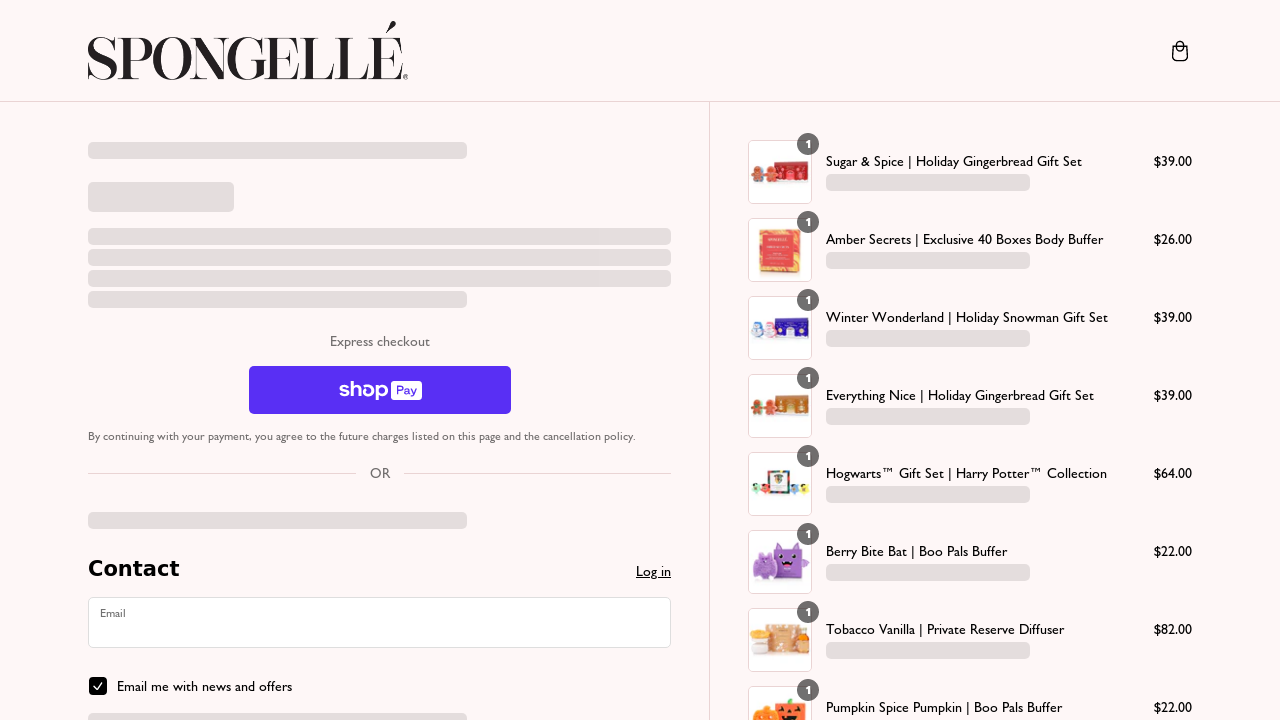 SPONGELLÉ®
Express checkout
shop Pay
By continuing with your payment, you agree to the future charges listed on this page and the cancellation policy.
OR
Contact
Log in
Email
Email me with news and offers
1
Sugar & Spice | Holiday Gingerbread Gift Set
$39.00
1
Amber Secrets | Exclusive 40 Boxes Body Buffer
$26.00
1
Winter Wonderland | Holiday Snowman Gift Set
$39.00
1
Everything Nice | Holiday Gingerbread Gift Set
$39.00
1
Hogwarts™ Gift Set | Harry Potter™ Collection
$64.00
1
Berry Bite Bat | Boo Pals Buffer
$22.00
1
Tobacco Vanilla | Private Reserve Diffuser
$82.00
1
Pumpkin Spice Pumpkin | Boo Pals Buffer
$22.00